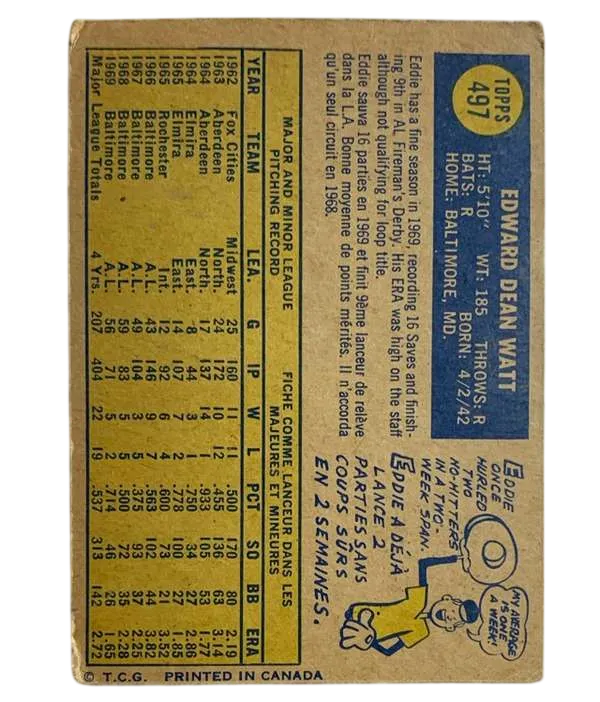 TOPPS
497
EDWARD DEAN WATT
HT: 5'10" WT: 185 THROWS: R
BATS: R BORN: 4/2/42
HOME: BALTIMORE, MD.
Eddie has a fine season in 1969, recording 16 Saves and finish-
ing 9th in AL Fireman's Derby. His ERA was high on the staff
although not qualifying for loop title.
Eddie sauva 16 parties en 1969 et finit 9ème lanceur de relève
dans la L.A. Bonne moyenne de points mérités. Il n'accorda
qu'un seul circuit en 1968.
EDDIE
ONCE
HURLED
TWO
NO-HITTERS
IN A TWO-
WEEK SPAN.
EDDIE A DÉJÀ
LANCE 2
PARTIES SANS
COUPS SÛRS
EN 2 SEMAINES.
MY AVERAGE
IS ONE
A WEEK!
MAJOR AND MINOR LEAGUE
PITCHING RECORD
FICHE COMME LANCEUR DANS LES
MAJEURES ET MINEURES
YEAR TEAM LEA. G IP W L PCT SO BB ERA
1962 Fox Cities Midwest 25 160 11 11 .500 170 80 2.19
1963 Aberdeen North. 24 172 10 12 .455 136 63 3.14
1964 Aberdeen North. 17 137 14 1 .933 105 53 1.77
1964 Elmira East. 8 44 3 1 .750 34 27 2.86
1965 Elmira East. 14 107 7 2 .778 100 27 1.85
1965 Rochester Int. 12 92 6 4 .600 73 21 3.52
1966 Baltimore A.L. 43 146 9 7 .563 102 44 3.82
1967 Baltimore A.L. 49 104 3 5 .375 93 37 2.25
1968 Baltimore A.L. 59 83 5 5 .500 72 35 2.28
1969 Baltimore A.L. 56 71 5 2 .714 46 26 1.65
Major League Totals 4 Yrs. 207 404 22 19 .537 313 142 2.72
© T.C.G. PRINTED IN CANADA